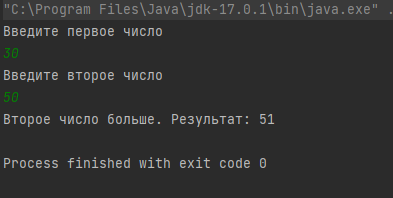 "C:\Program Files\Java\jdk-17.0.1\bin\java.exe" .
Введите первое число
30
Введите второе число
50
Второе число больше. Результат: 51
Process finished with exit code 0